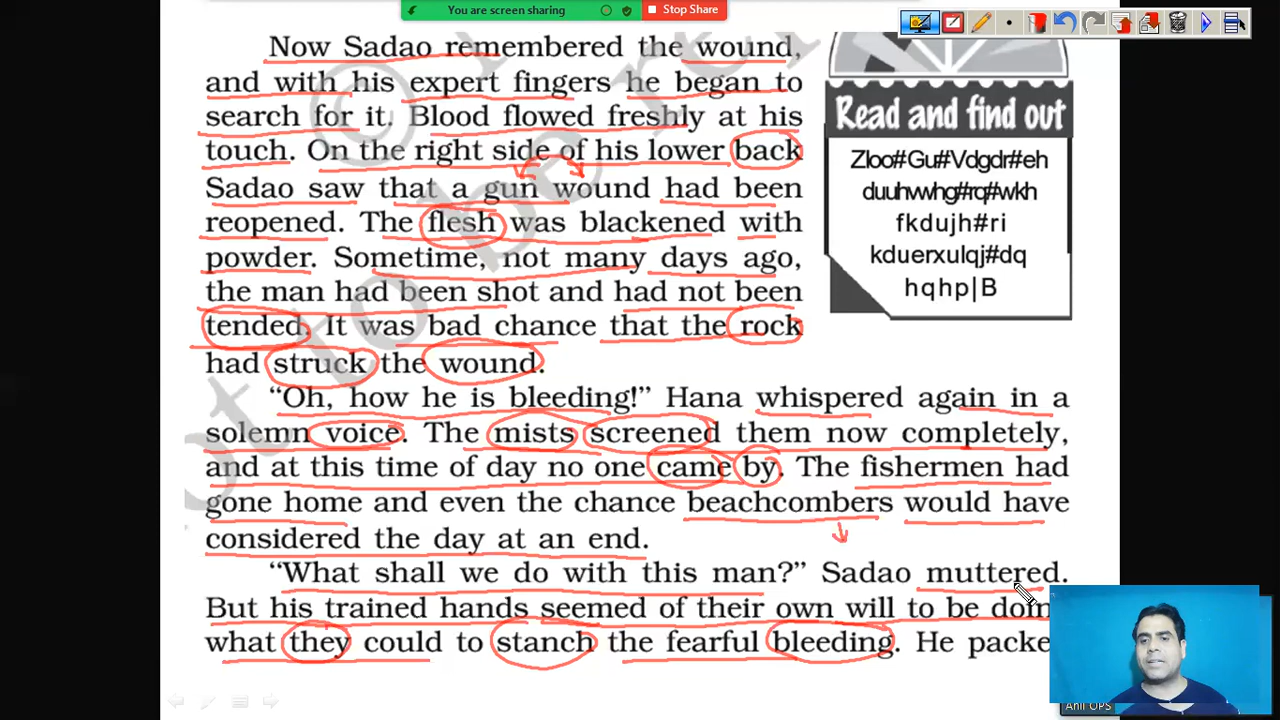 You are screen sharing
Stop Share
Now Sadao remembered the wound,
and with his expert fingers he began to
search for it. Blood flowed freshly at his
touch. On the right side of his lower back
Sadao saw that a gun wound had been
reopened. The flesh was blackened with
powder. Sometime, not many days ago,
the man had been shot and had not been
tended. It was bad chance that the rock
had struck the wound.
Read and find out
Zloo#Gu#Vdgdr#eh
duuhvwhg#rq#wkh
fkdujh#ri
kduerxulqj#dq
hqhp|B
“Oh, how he is bleeding!” Hana whispered again in a
solemn voice. The mists screened them now completely,
and at this time of day no one came by. The fishermen had
gone home and even the chance beachcombers would have
considered the day at an end.
“What shall we do with this man?” Sadao muttered.
But his trained hands seemed of their own will to be doin
what they could to stanch the fearful bleeding. He packe
Anil OPS